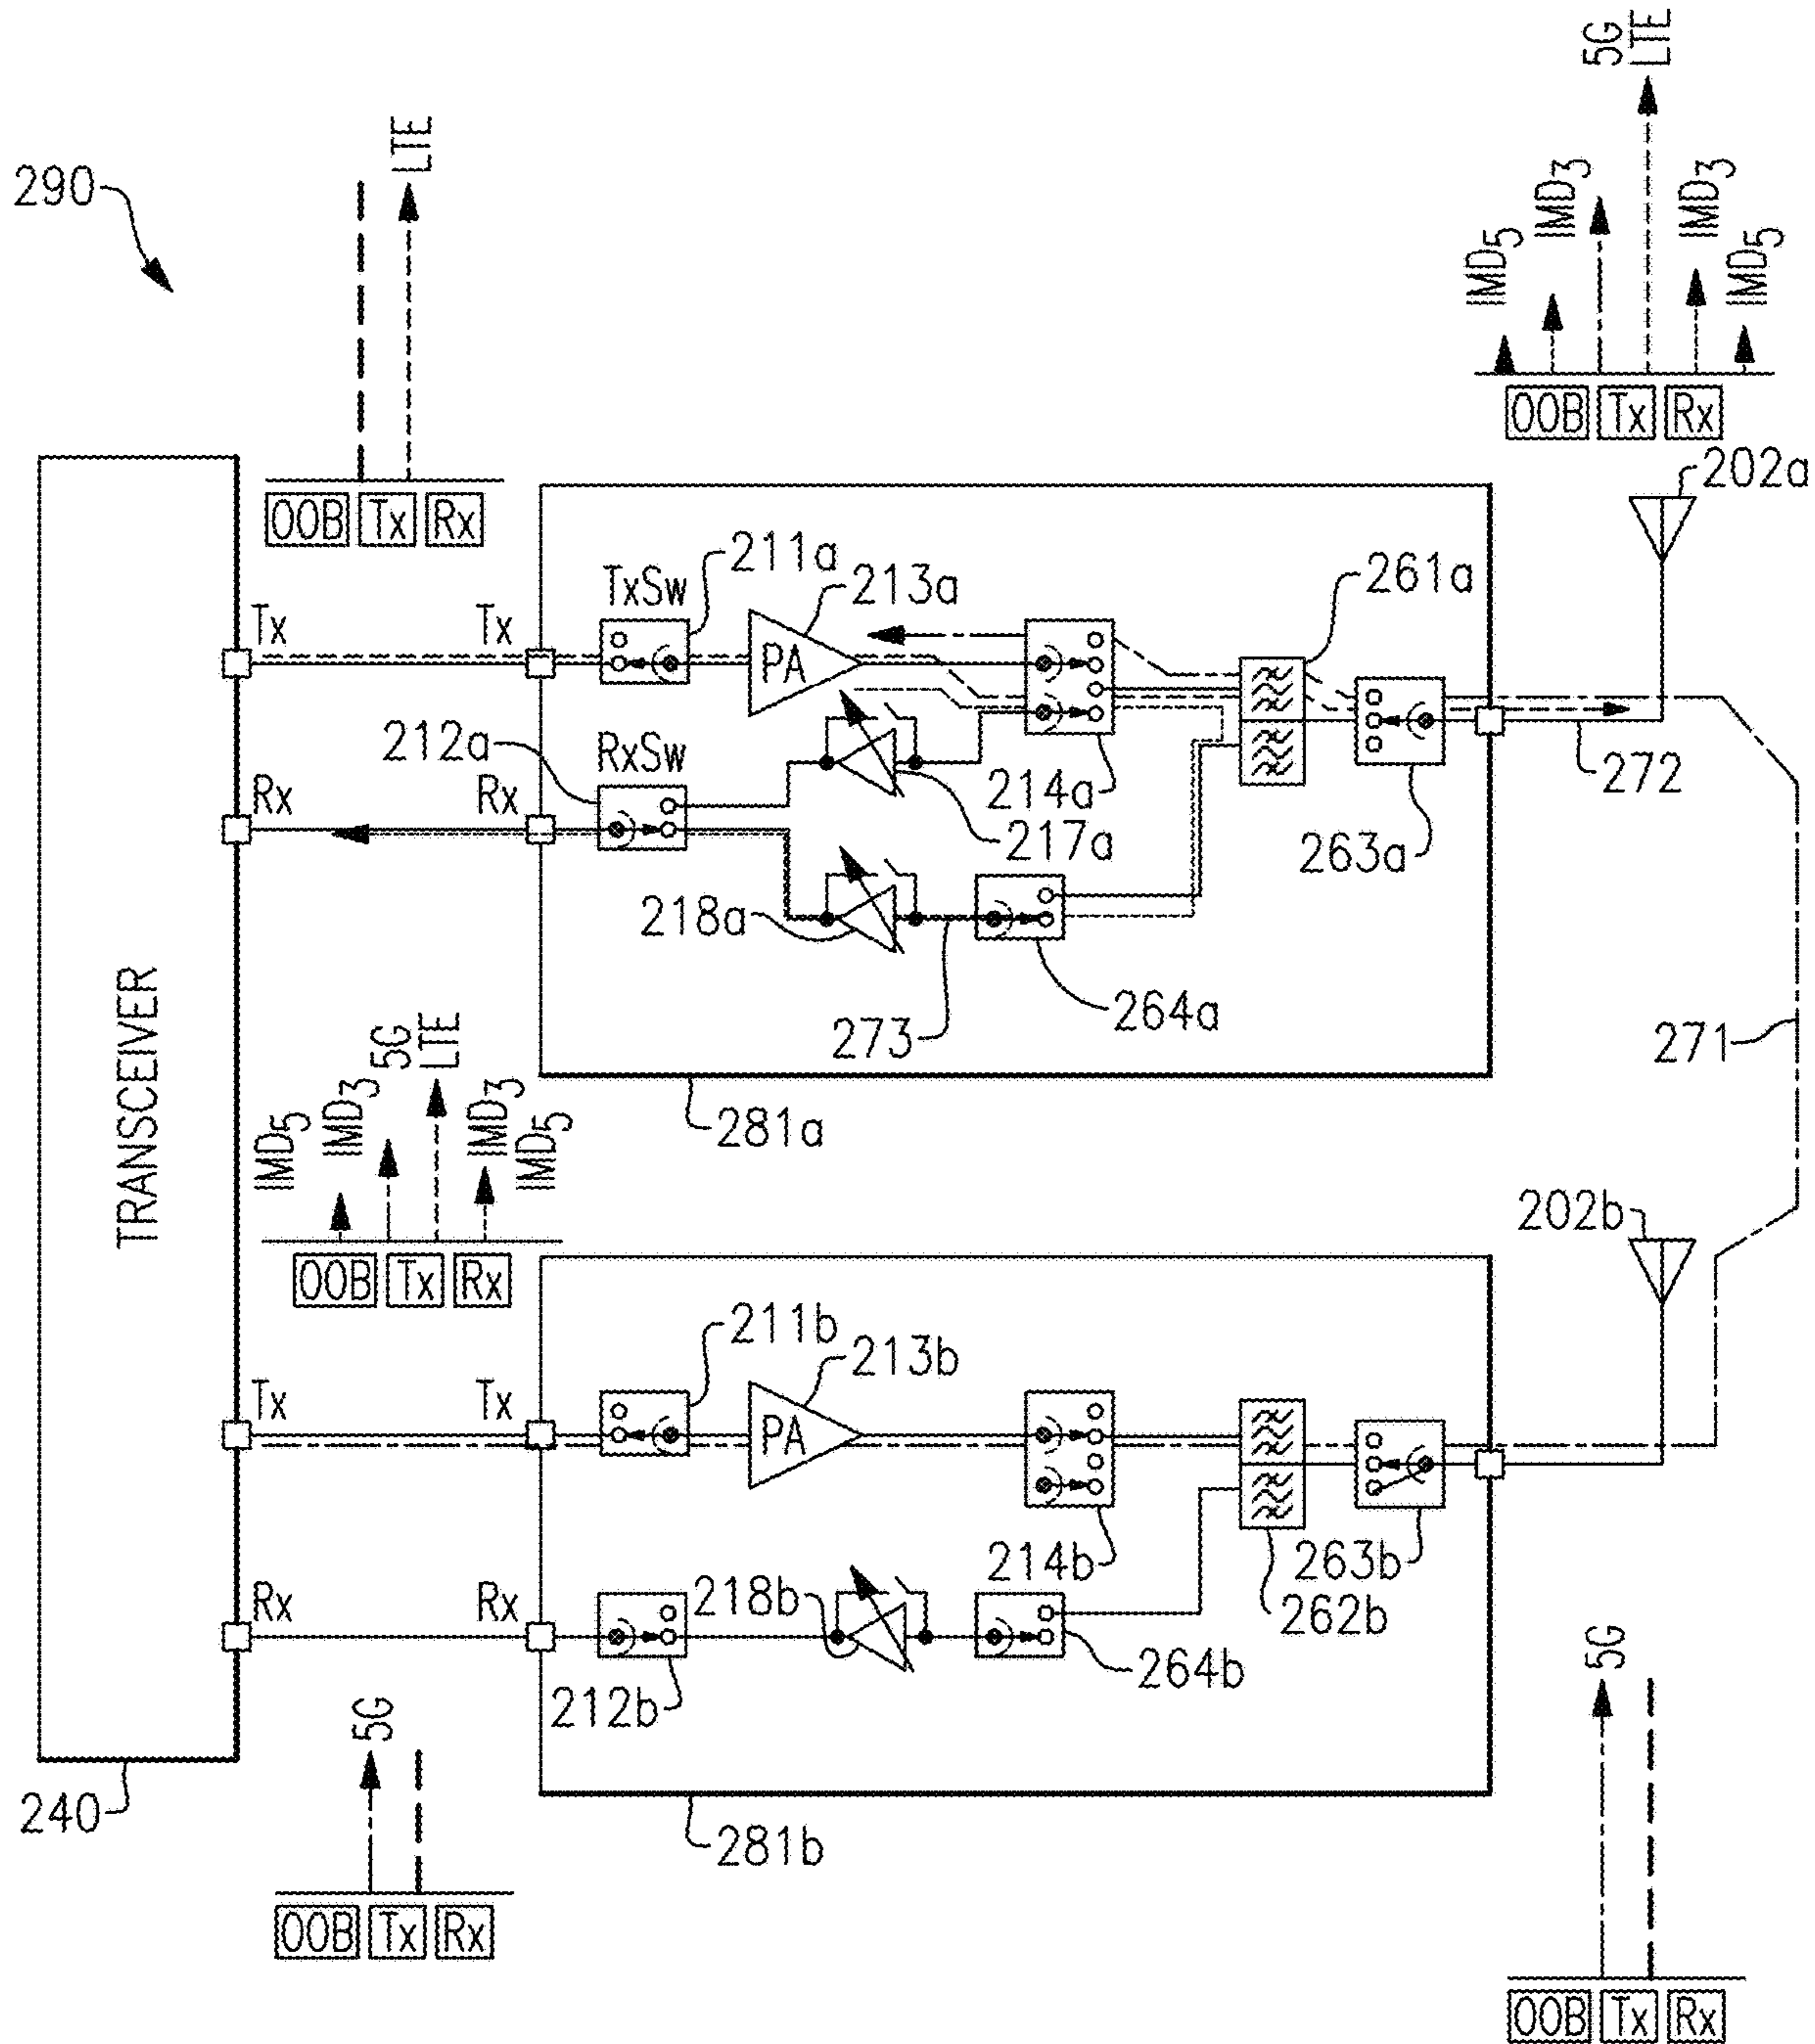 290
LTE
OOB Tx Rx
5G
LTE
IMD5 IMD3 IMD3 IMD5
OOB Tx Rx
202a
TRANSCEIVER
240
Tx Tx
TxSw
211a
PA
213a
214a
261a
263a
272
Rx Rx
RxSw
212a
217a
218a
273
264a
281a
271
IMD5 IMD3 5G LTE IMD3 IMD5
OOB Tx Rx
202b
Tx Tx
211b
PA
213b
214b
262b
263b
Rx Rx
212b
218b
264b
281b
5G
OOB Tx Rx
5G
OOB Tx Rx